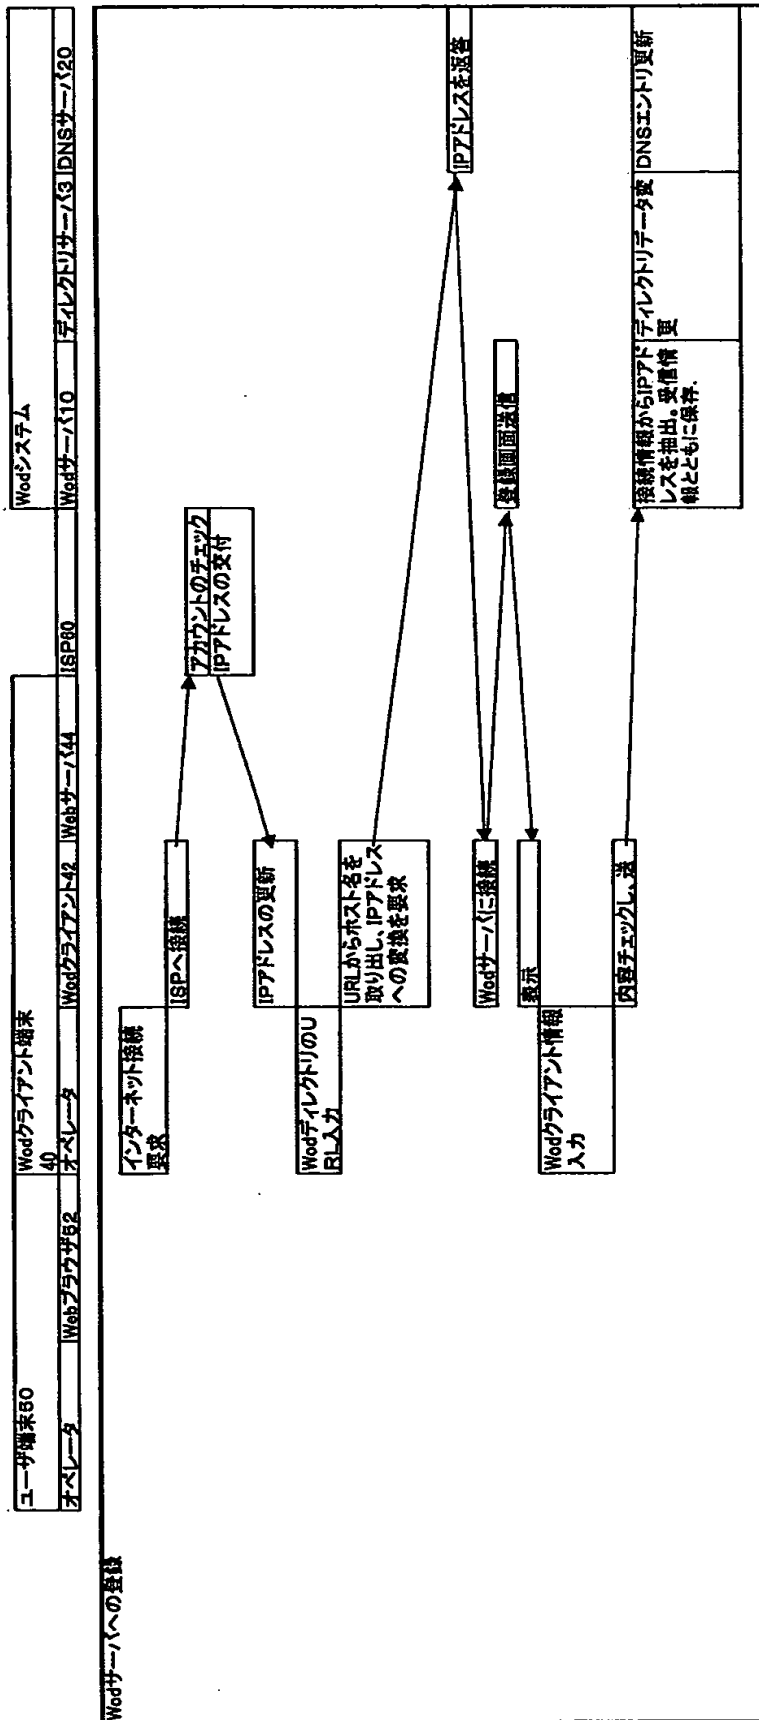 ユーザ端末50
Wodクライアント端末
40
Wodシステム
オペレータ
Webブラウザ52
オペレータ
Wodクライアント42
Webサーバ44
ISP60
Wodサーバ10
ディレクトリサーバ3
DNSサーバ20
Wodサーバへの登録
インターネット接続
要求
ISPへ接続
アカウントのチェック
IPアドレスの交付
IPアドレスの更新
WodディレクトリのU
RL入力
URLからホスト名を
取り出し、IPアドレス
への変換を要求
IPアドレスを返答
Wodサーバに接続
登録画面送信
表示
Wodクライアント情報
入力
内容チェックし、送
接続情報からIPアド
レスを抽出。受信情
報とともに保存.
ディレクトリデータ変
更
DNSエントリ更新